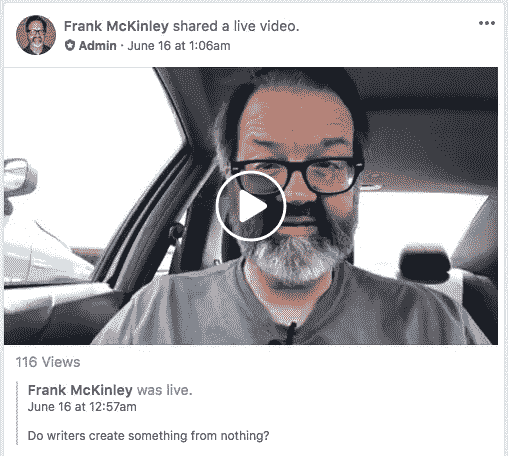 Frank McKinley shared a live video.
Admin · June 16 at 1:06am
116 Views
Frank McKinley was live.
June 16 at 12:57am
Do writers create something from nothing?